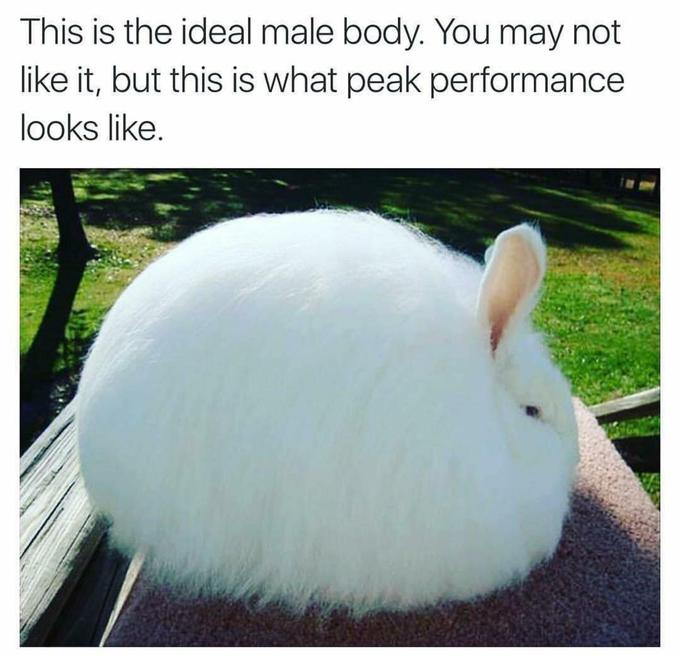 This is the ideal male body. You may not
like it, but this is what peak performance
looks like.